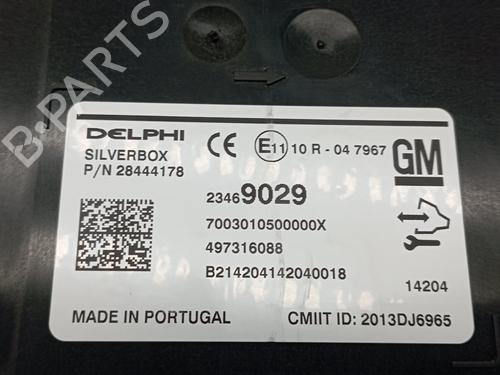 B-PARTS
DELPHI
SILVERBOX
P/N 28444178
CE
E11 10 R - 04 7967
GM
23469029
7003010500000X
497316088
B214204142040018
14204
MADE IN PORTUGAL
CMIIT ID: 2013DJ6965